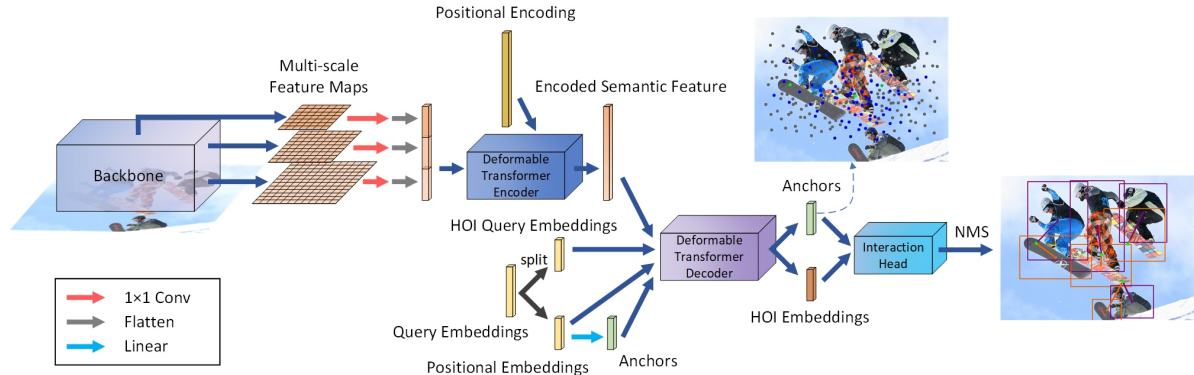 Positional Encoding
Multi-scale
Feature Maps
Encoded Semantic Feature
Backbone
Deformable
Transformer
Encoder
Anchors
HOI Query Embeddings
split
Deformable
Transformer
Decoder
Interaction
Head
NMS
Query Embeddings
HOI Embeddings
Positional Embeddings
Anchors
1×1 Conv
Flatten
Linear